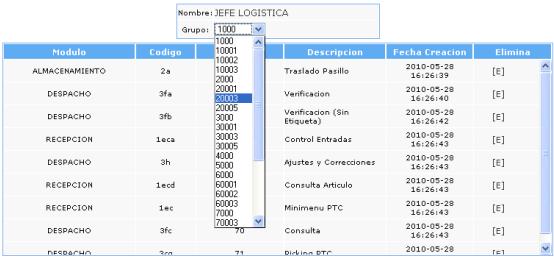 Nombre: JEFE LOGISTICA
Grupo: 1000
1000
10001
10002
10003
2000
20001
20003
20005
3000
30001
30003
30005
4000
5000
6000
60001
60002
60003
7000
70003
Modulo Codigo Descripcion Fecha Creacion Elimina
ALMACENAMIENTO 2a Traslado Pasillo 2010-05-28 16:26:39 [E]
DESPACHO 3fa Verificacion 2010-05-28 16:26:40 [E]
DESPACHO 3fb Verificacion (Sin Etiqueta) 2010-05-28 16:26:42 [E]
RECEPCION 1eca Control Entradas 2010-05-28 16:26:43 [E]
DESPACHO 3h Ajustes y Correcciones 2010-05-28 16:26:43 [E]
RECEPCION 1ecd Consulta Articulo 2010-05-28 16:26:43 [E]
RECEPCION 1ec Minimenu PTC 2010-05-28 16:26:43 [E]
DESPACHO 3fc 70 Consulta 2010-05-28 16:26:43 [E]
DESPACHO 3cg 71 Picking PTC 2010-05-28 [E]